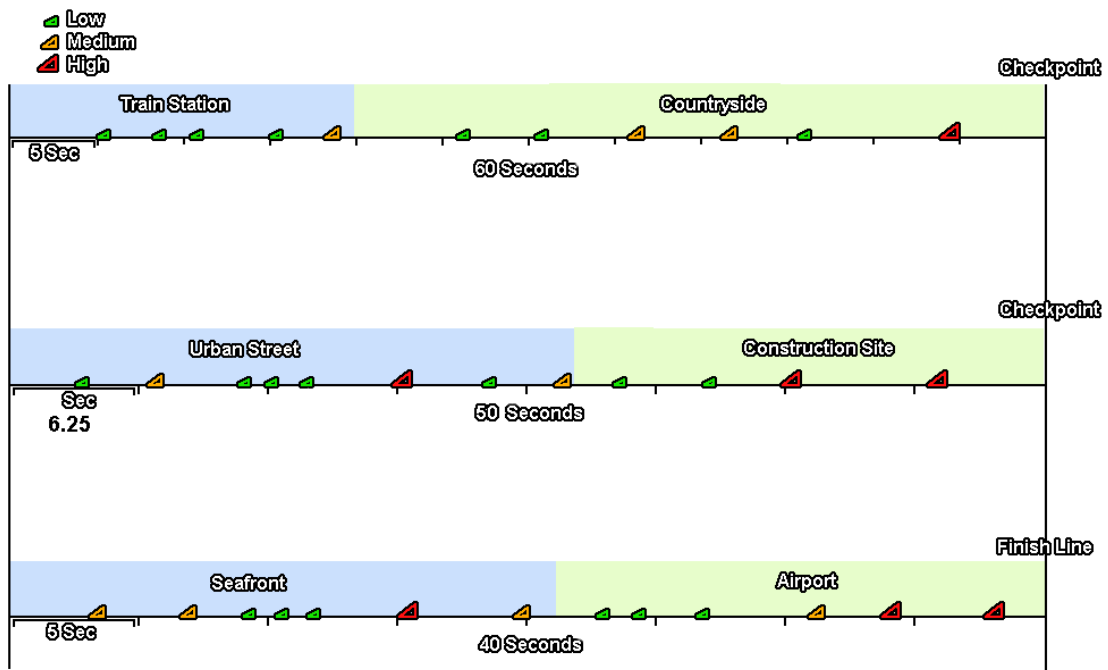 Low
Medium
High
Checkpoint
Train Station
Countryside
5 Sec
60 Seconds
Checkpoint
Urban Street
Construction Site
Sec
6.25
50 Seconds
Finish Line
Seafront
Airport
5 Sec
40 Seconds